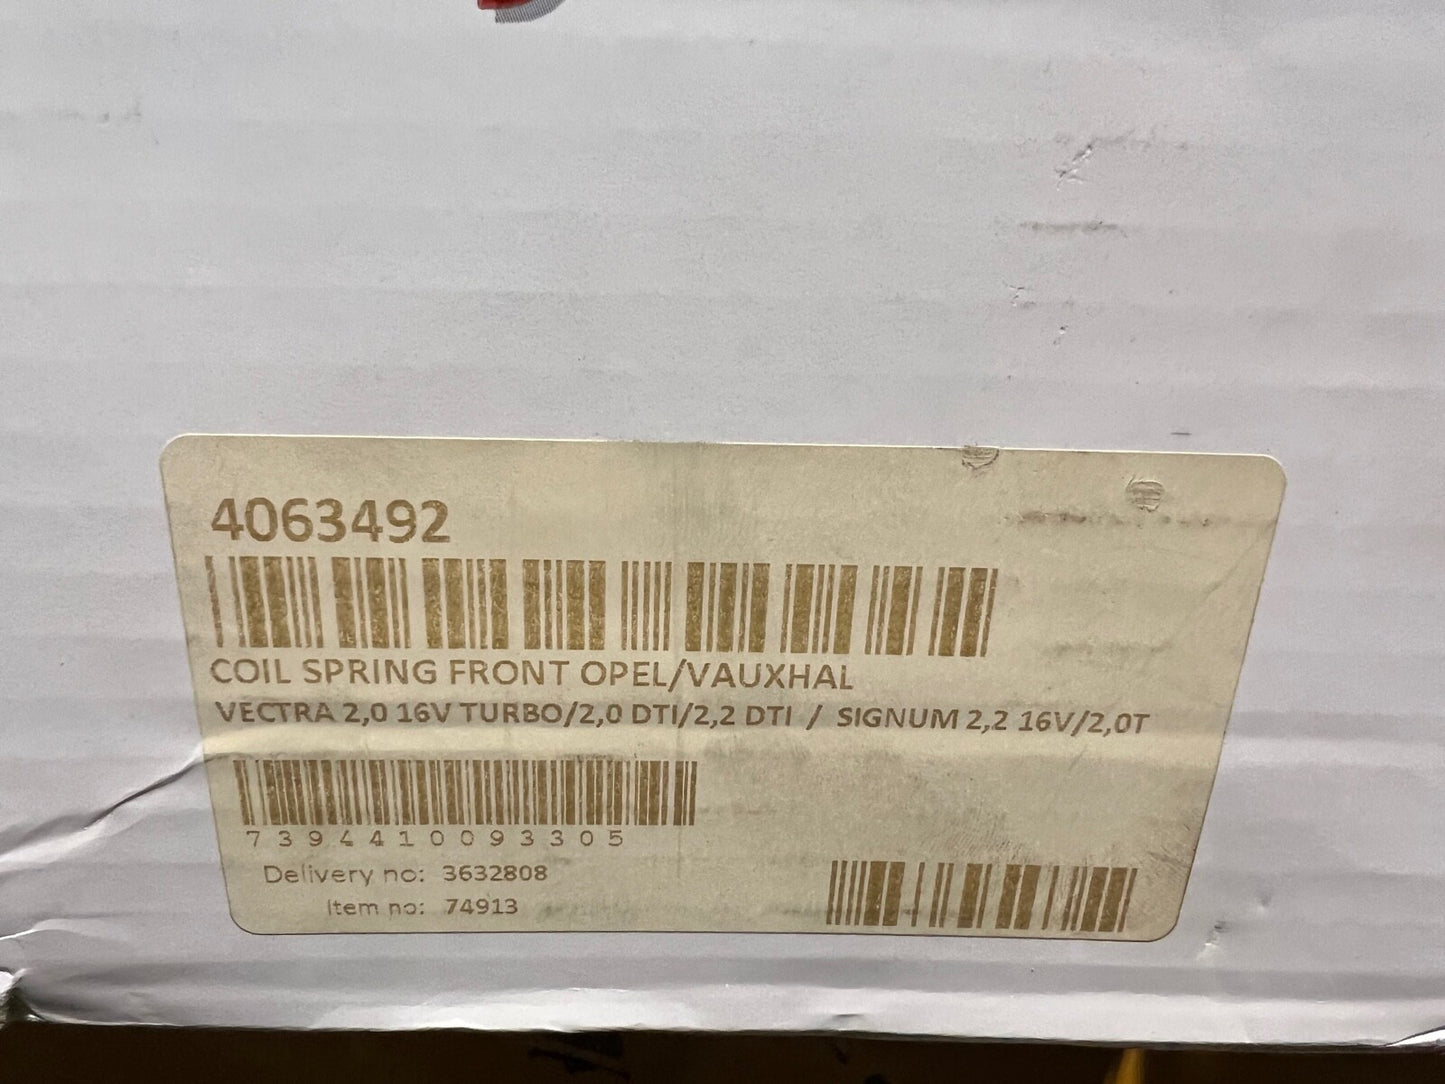 4063492
COIL SPRING FRONT OPEL/VAUXHAL
VECTRA 2,0 16V TURBO/2,0 DTI/2,2 DTI / SIGNUM 2,2 16V/2,0T
7394410093305
Delivery no: 3632808
Item no: 74913